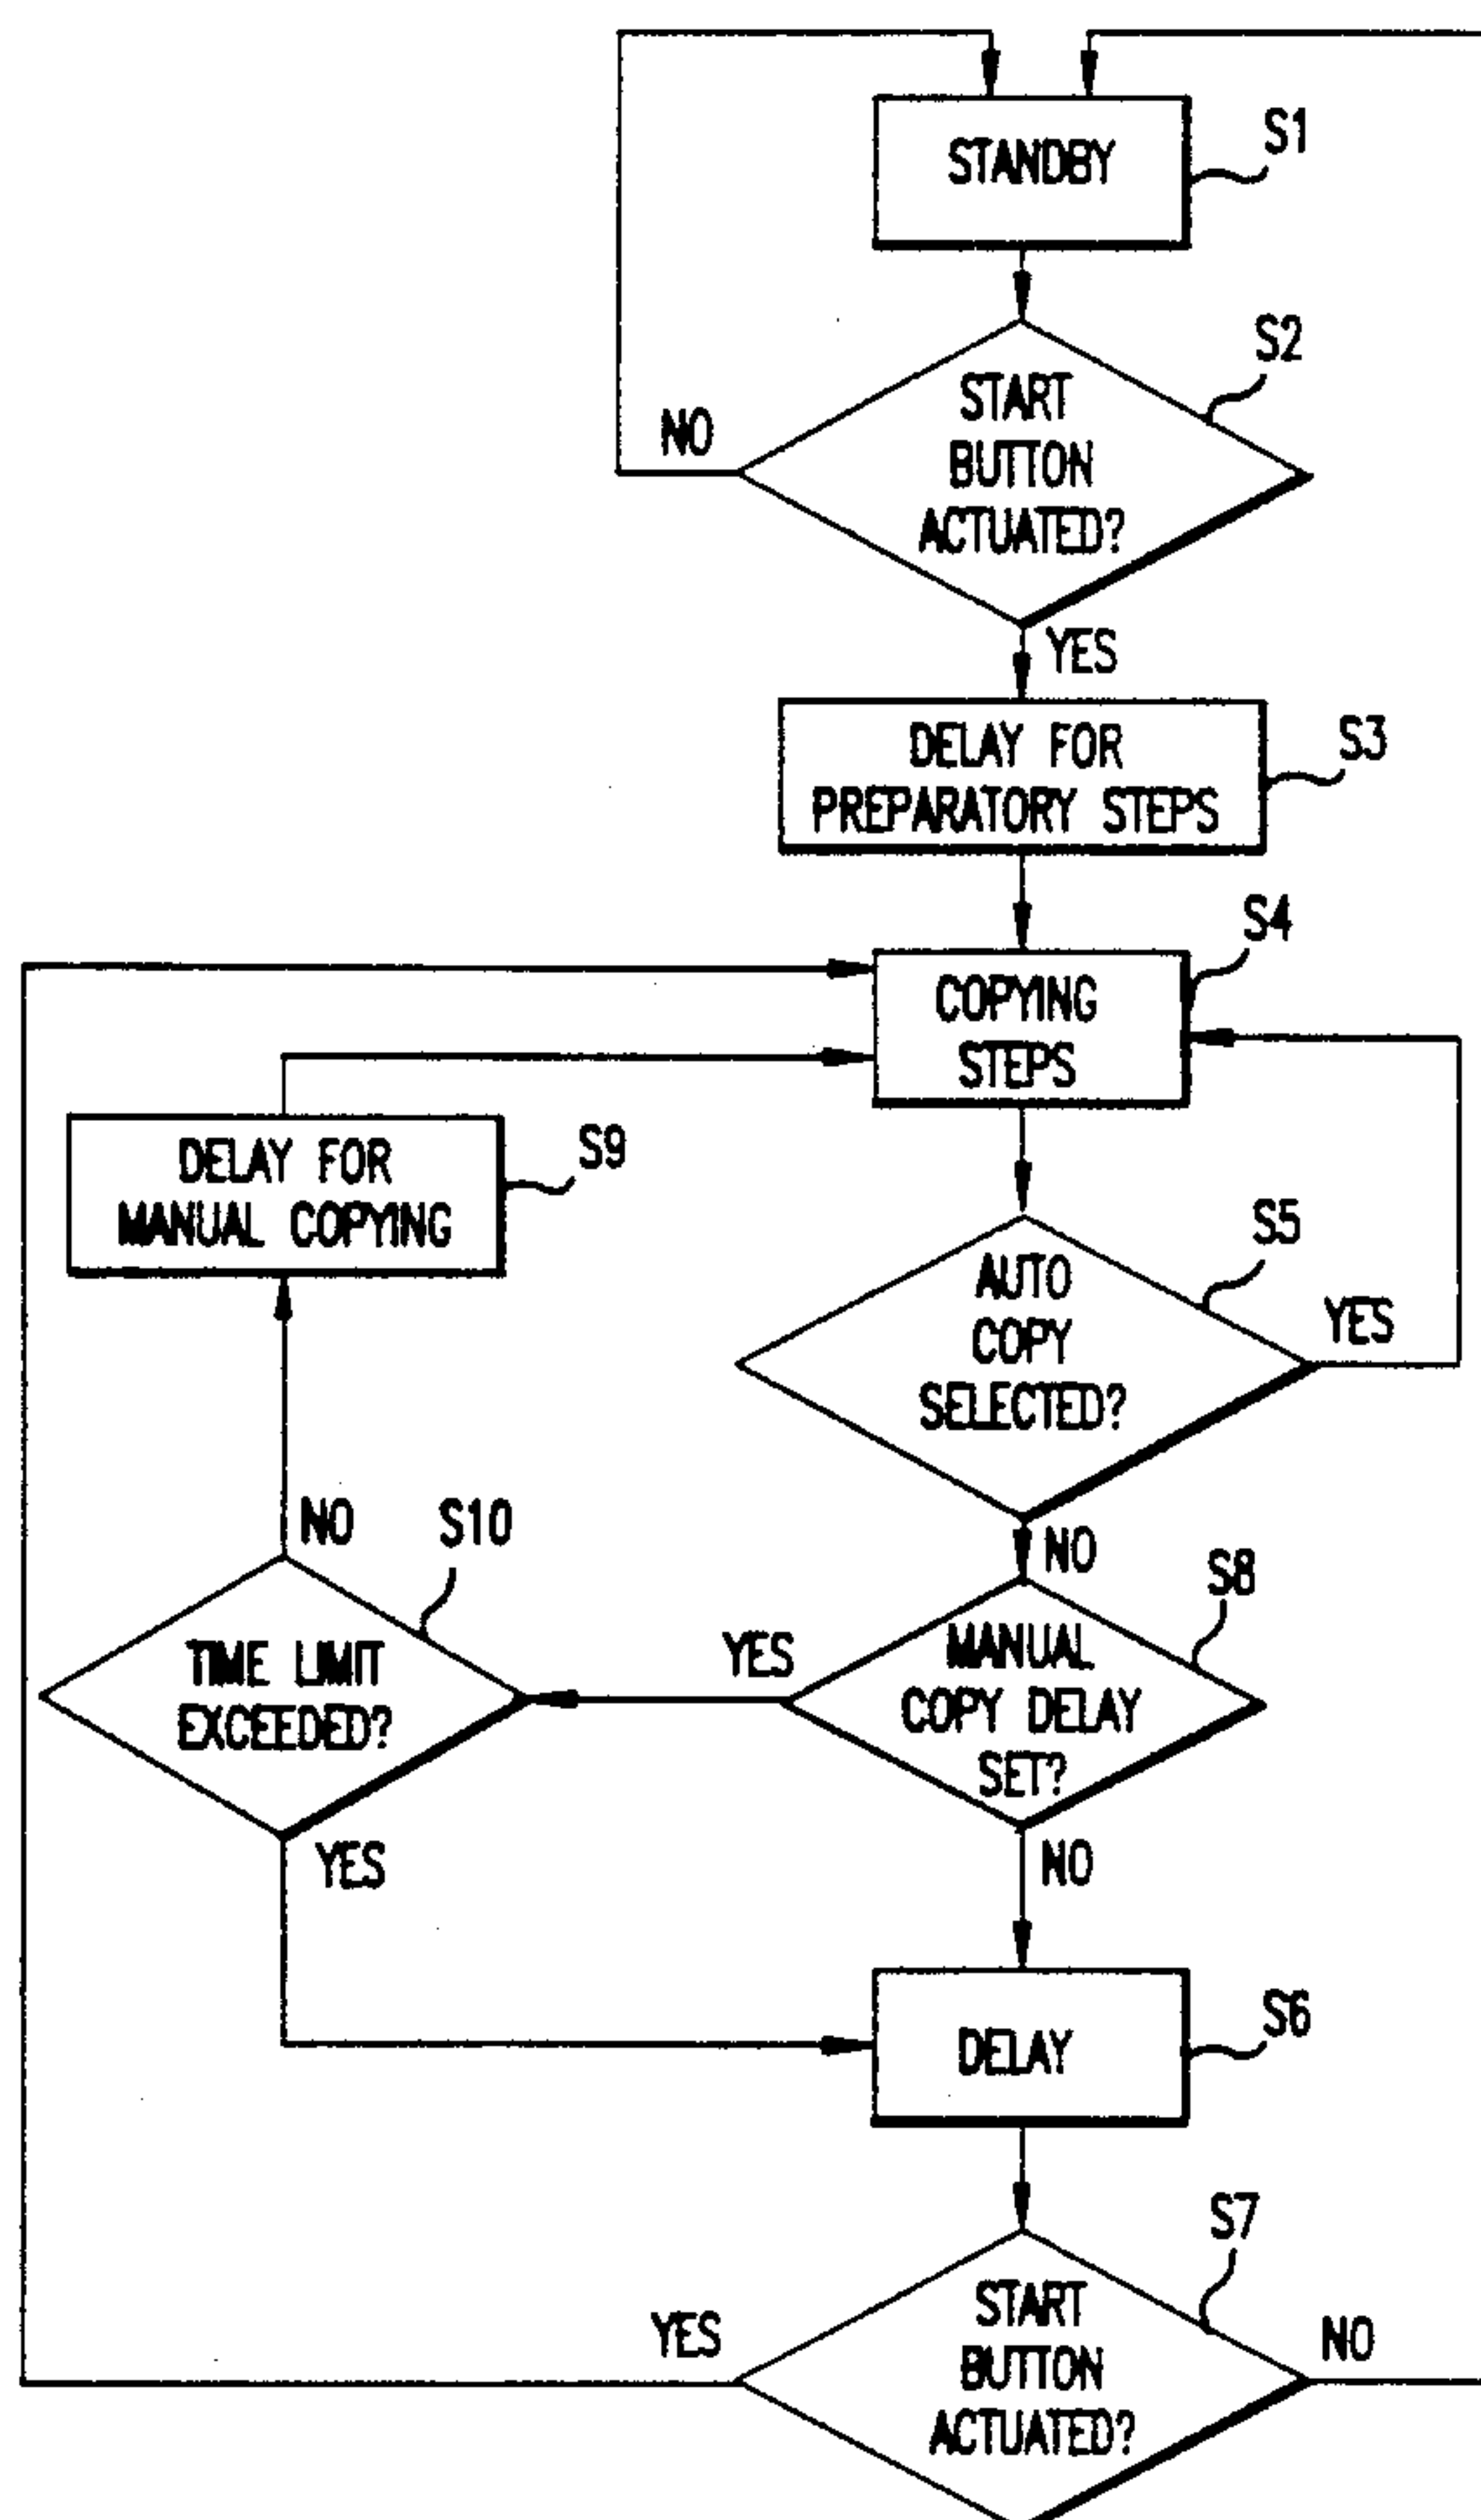 STANDBY
S1
START
BUTTON
ACTUATED?
S2
NO
YES
DELAY FOR
PREPARATORY STEPS
S3
COPYING
STEPS
S4
DELAY FOR
MANUAL COPYING
S9
AUTO
COPY
SELECTED?
S5
YES
NO
NO
S10
TIME LIMIT
EXCEEDED?
YES
MANUAL
COPY DELAY
SET?
S8
YES
NO
DELAY
S6
START
BUTTON
ACTUATED?
S7
YES
NO